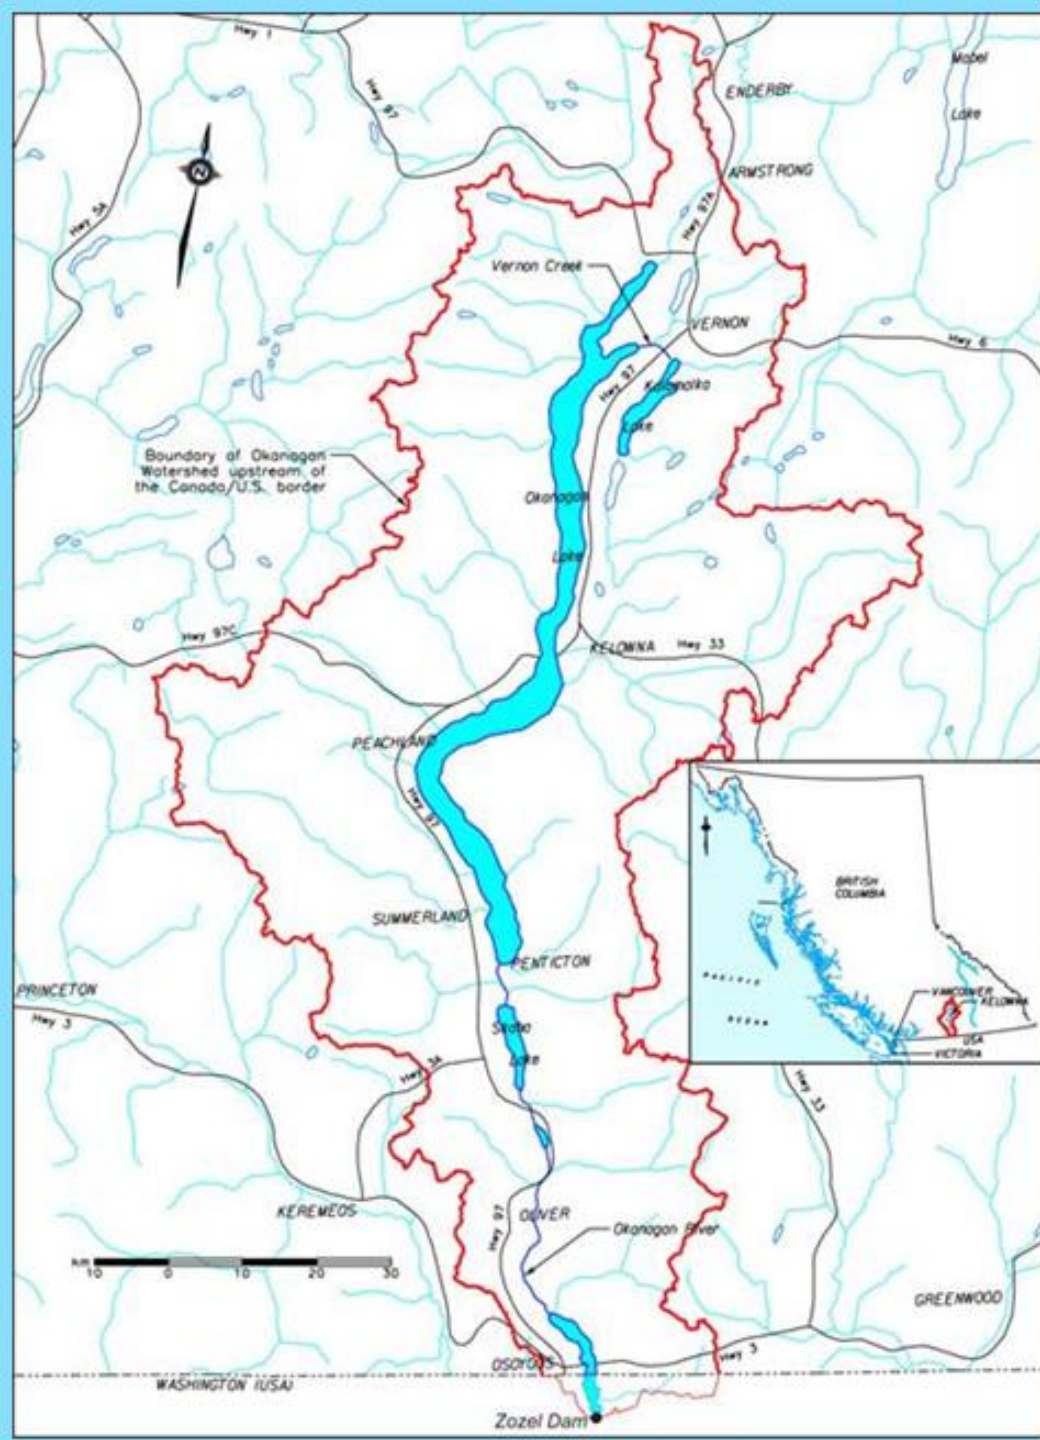 Hwy 1
Mabel
Lake
Hwy 97
ENDERBY
ARMSTRONG
Hwy 5A
Hwy 97A
N
Vernon Creek
VERNON
Hwy 6
Hwy 97
Kalamalka
Lake
Boundary of Okanagan
Watershed upstream of
the Canada/U.S. border
Okanagan
Lake
Hwy 97C
KELOWNA
Hwy 33
PEACHLAND
Hwy 97
BRITISH
COLUMBIA
SUMMERLAND
PENTICTON
PACIFIC
OCEAN
VANCOUVER
KELOWNA
USA
VICTORIA
PRINCETON
Hwy 3
Skaha
Lake
Hwy 3A
Hwy 33
KEREMEOS
Hwy 97
OLIVER
Okanagan River
km
10 0 10 20 30
GREENWOOD
OSOYOOS
Hwy 3
WASHINGTON (USA)
Zozel Dam